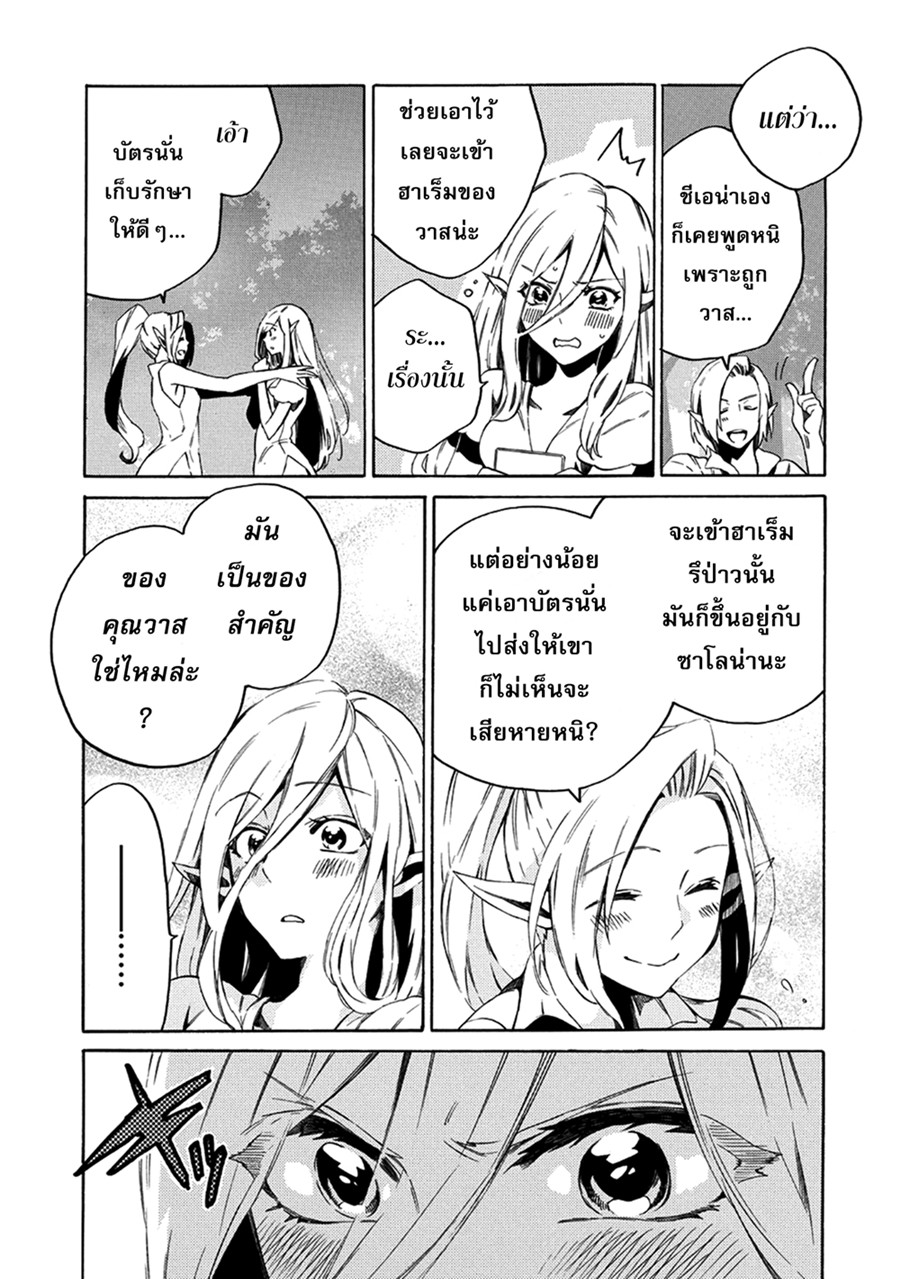 แต่ว่า...
ชีเอน่าเอง
ก็เคยพูดหนิ
เพราะถูก
วาส...
ช่วยเอาไว้
เลยจะเข้า
ฮาเร็มของ
วาสน่ะ
ระ...
เรื่องนั้น
เอ้า
บัตรนั่น
เก็บรักษา
ให้ดีๆ...
จะเข้าฮาเร็ม
รึป่าวนั้น
มันก็ขึ้นอยู่กับ
ซาโลน่านะ
แต่อย่างน้อย
แค่เอาบัตรนั่น
ไปส่งให้เขา
ก็ไม่เห็นจะ
เสียหายหนิ?
มัน
เป็นของ
สำคัญ
ของ
คุณวาส
ใช่ไหมล่ะ
?